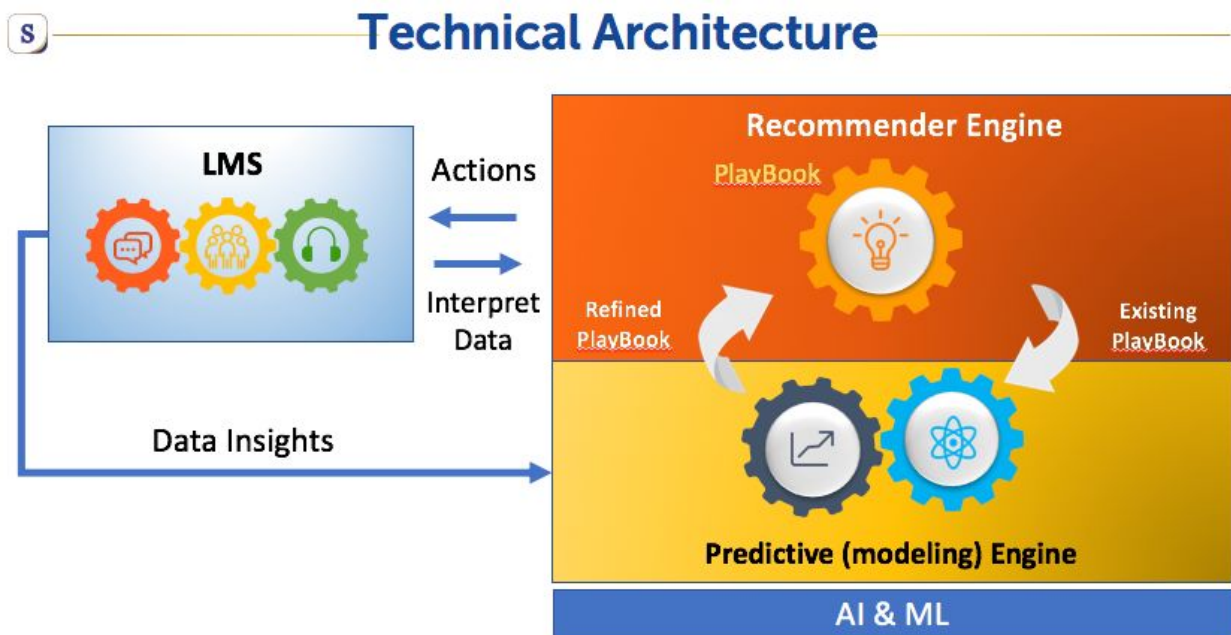 S
Technical Architecture
LMS
Actions
Interpret
Data
Data Insights
Recommender Engine
PlayBook
Refined
PlayBook
Existing
PlayBook
Predictive (modeling) Engine
AI & ML